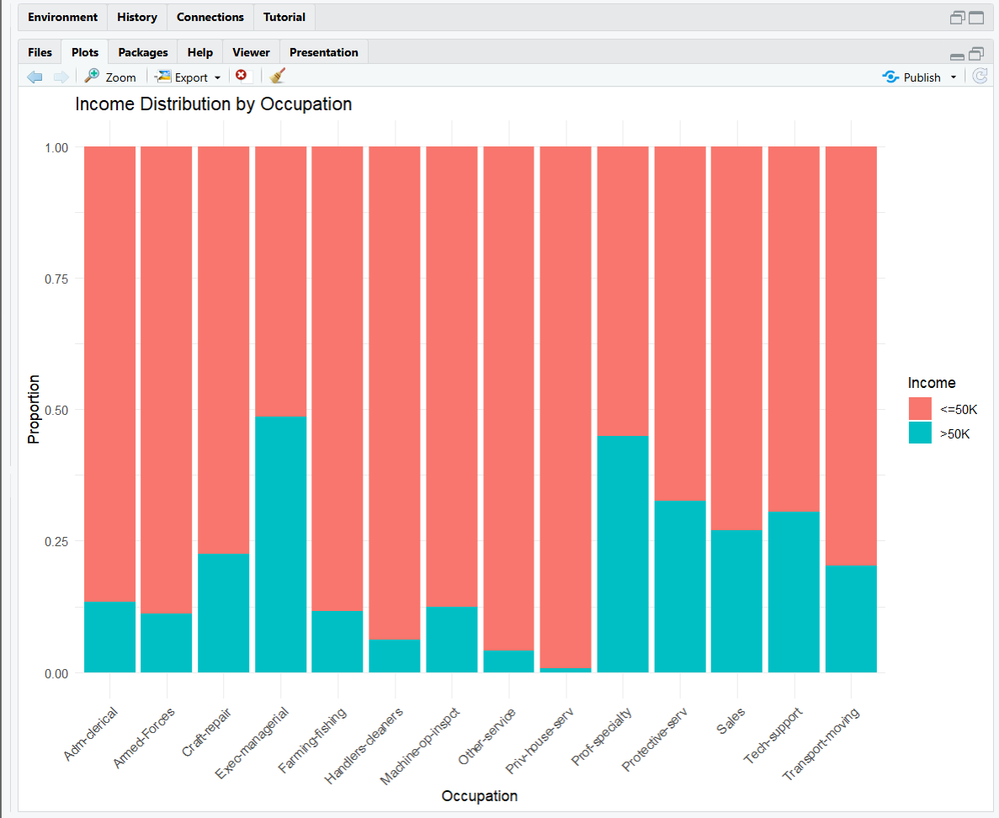 Environment History Connections Tutorial
Files Plots Packages Help Viewer Presentation
Zoom Export Publish
Income Distribution by Occupation
1.00
0.75
0.50
0.25
0.00
Proportion
Adm-clerical
Armed-Forces
Craft-repair
Exec-managerial
Farming-fishing
Handlers-cleaners
Machine-op-inspct
Other-service
Priv-house-serv
Prof-specialty
Protective-serv
Sales
Tech-support
Transport-moving
Occupation
Income
<=50K
>50K